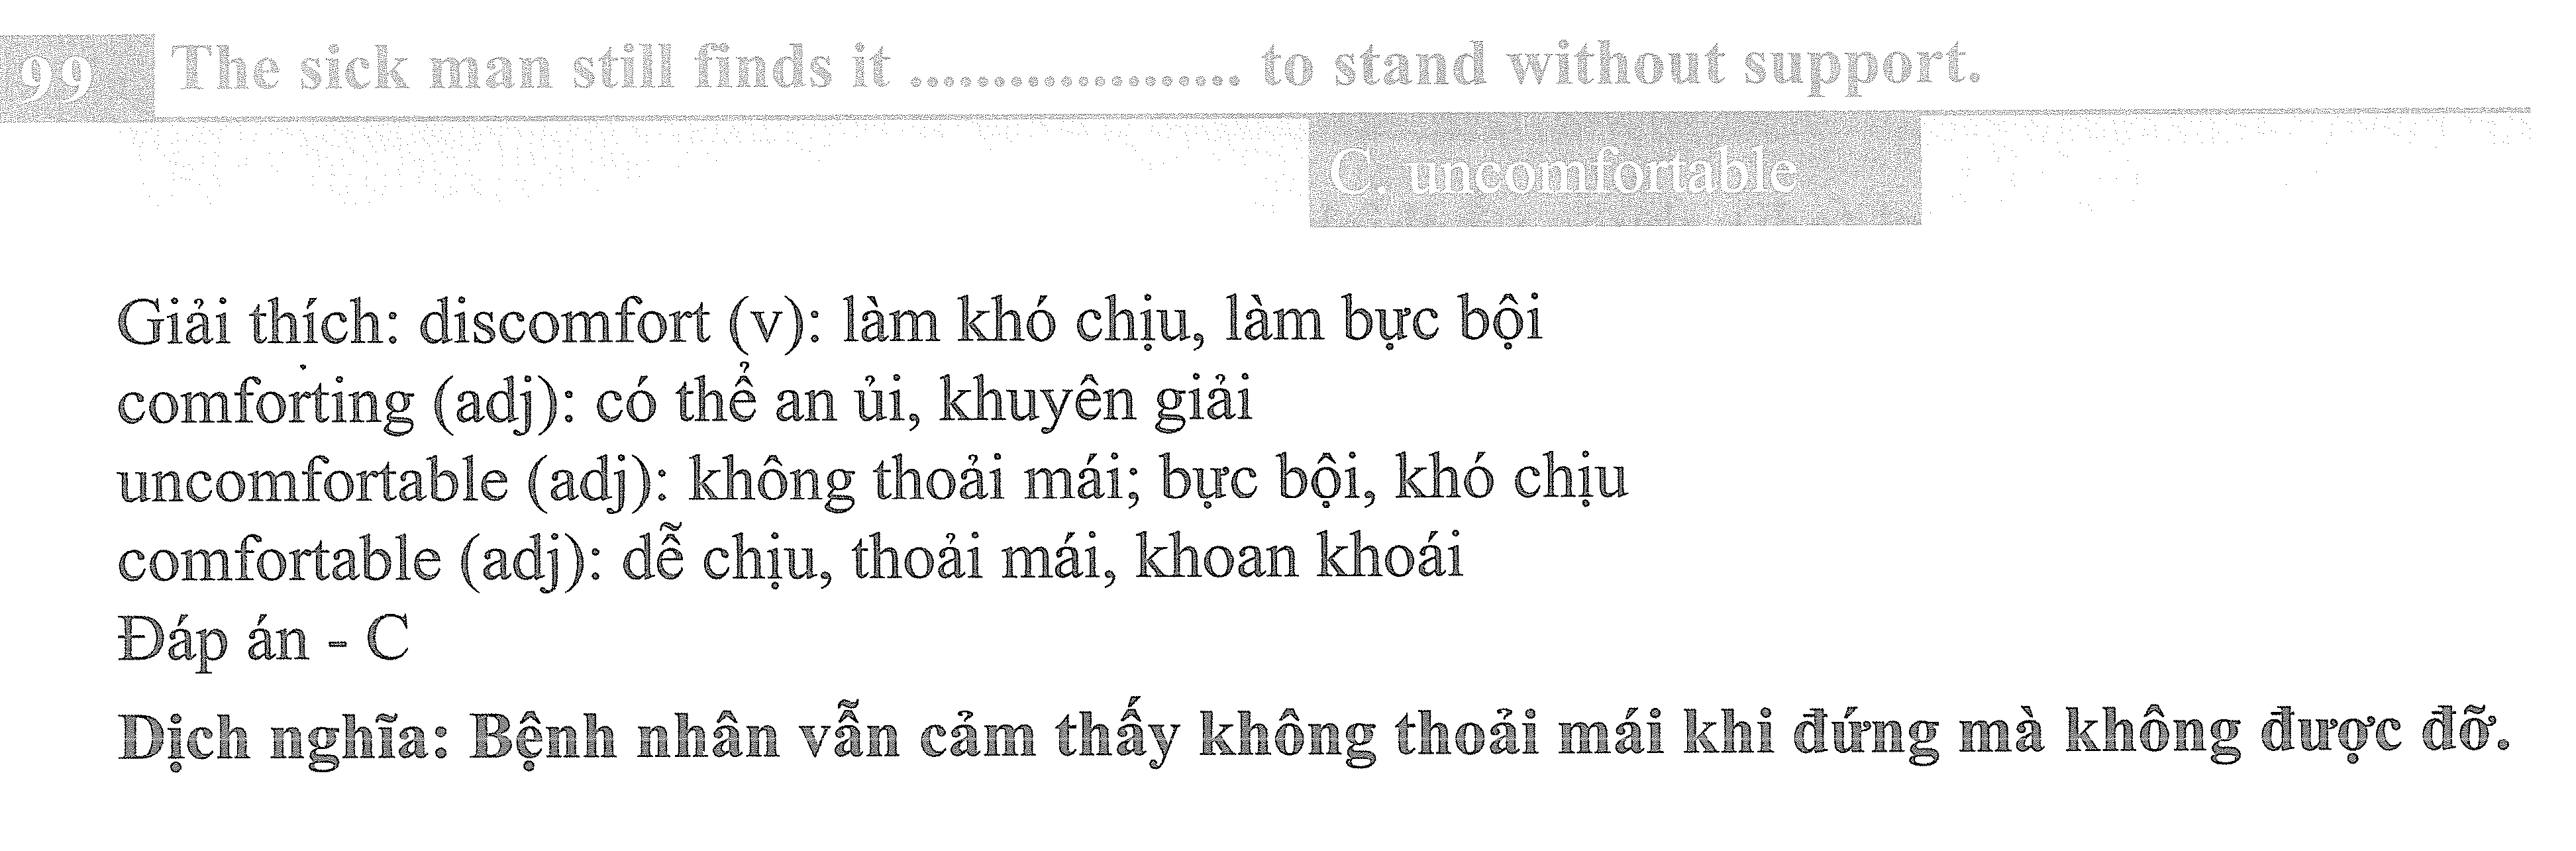 99 The sick man still finds it .................... to stand without support.
C. uncomfortable
Giải thích: discomfort (v): làm khó chịu, làm bực bội
comforting (adj): có thể an ủi, khuyên giải
uncomfortable (adj): không thoải mái; bực bội, khó chịu
comfortable (adj): dễ chịu, thoải mái, khoan khoái
Đáp án - C
Dịch nghĩa: Bệnh nhân vẫn cảm thấy không thoải mái khi đứng mà không được đỡ.